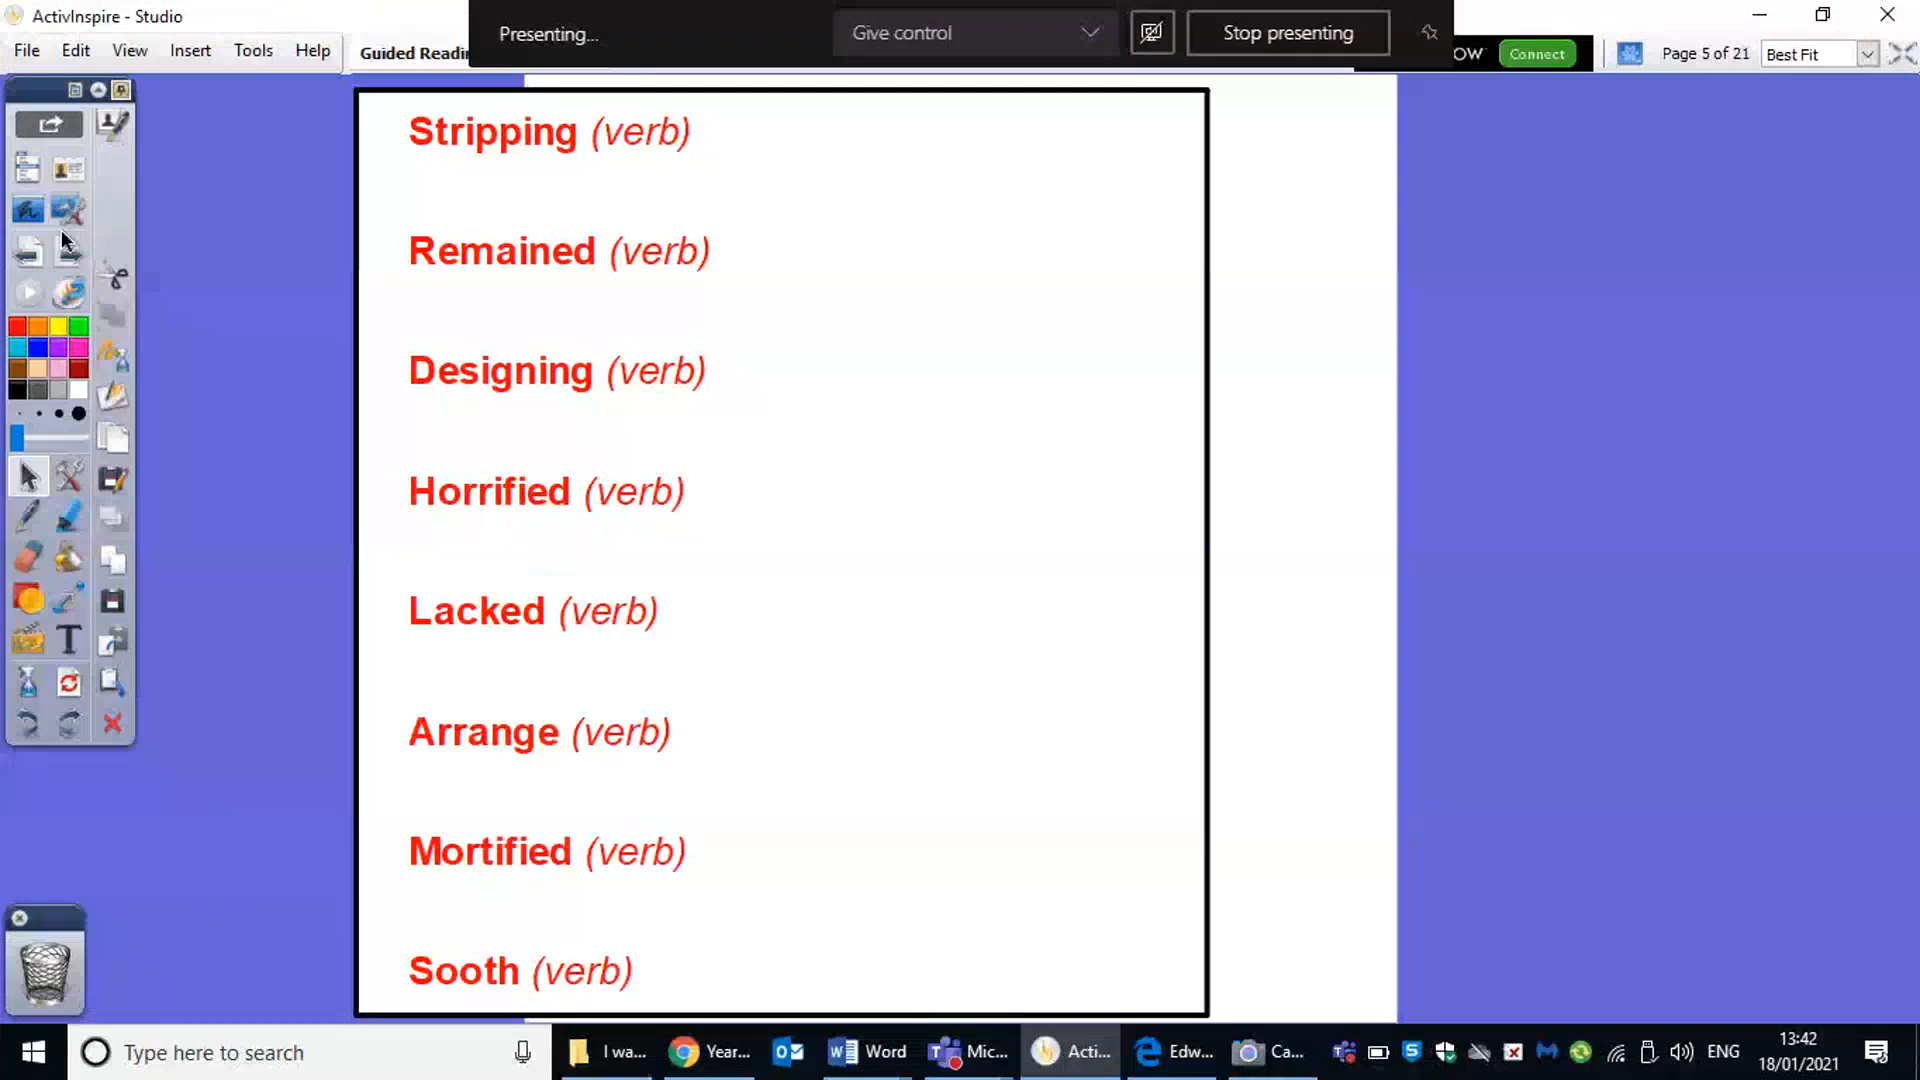 ActivInspire - Studio
Presenting...
Give control
Stop presenting
File Edit View Insert Tools Help
Guided Readin
OW
Connect
Page 5 of 21
Best Fit
Stripping (verb)
Remained (verb)
Designing (verb)
Horrified (verb)
Lacked (verb)
Arrange (verb)
Mortified (verb)
Sooth (verb)
Type here to search
I wa...
Year...
Word
Mic...
Acti...
Edw...
Ca...
ENG
13:42
18/01/2021